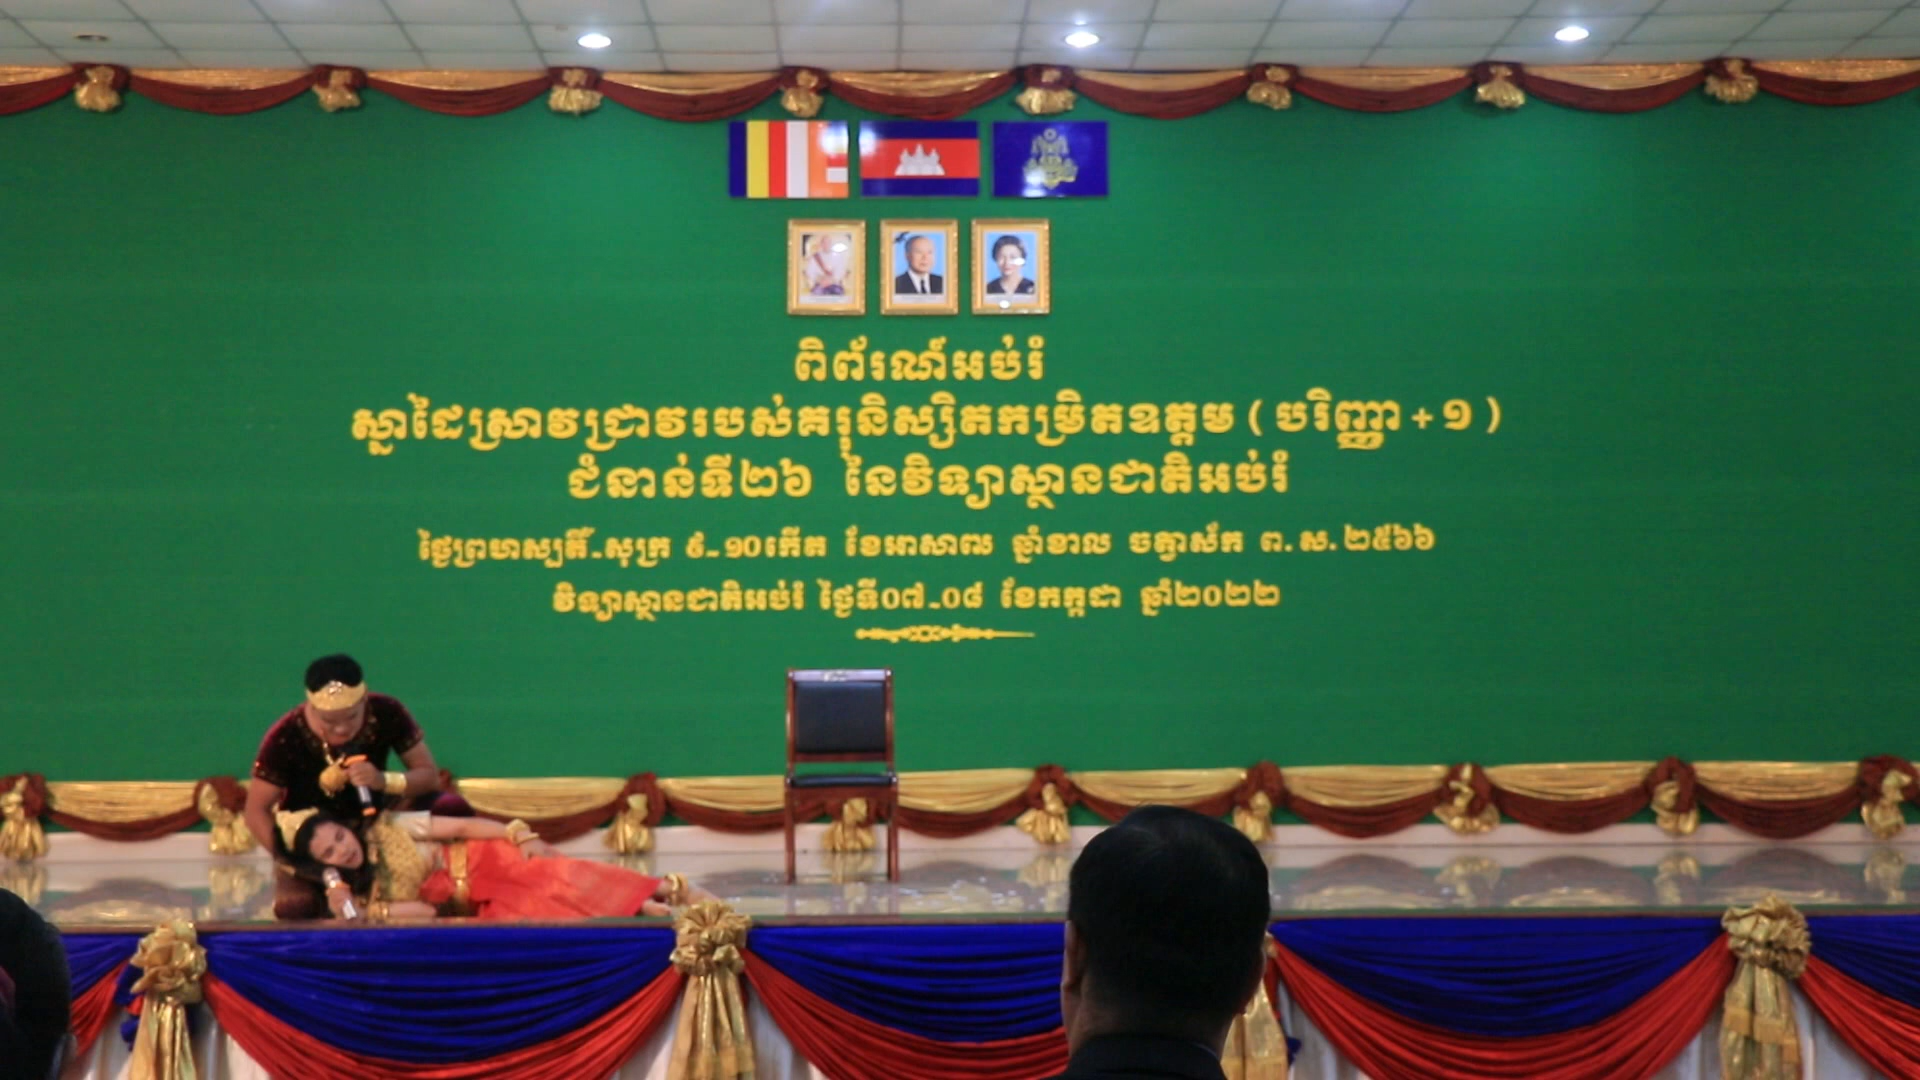 ពិព័រណ៍អប់រំ
ស្នាដៃស្រាវជ្រាវរបស់គរុនិស្សិតកម្រិតឧត្តម ( បរិញ្ញា + ១ )
ជំនាន់ទី២៦ នៃវិទ្យាស្ថានជាតិអប់រំ
ថ្ងៃព្រហស្បតិ៍-សុក្រ ៩-១០កើត ខែអាសាឍ ឆ្នាំខាល ចត្វាស័ក ព.ស.២៥៦៦
វិទ្យាស្ថានជាតិអប់រំ ថ្ងៃទី០៧-០៨ ខែកក្កដា ឆ្នាំ២០២២